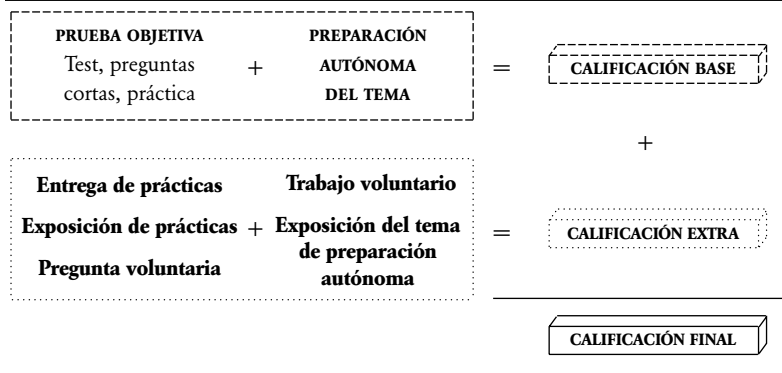 PRUEBA OBJETIVA
Test, preguntas
cortas, práctica
+
PREPARACIÓN
AUTÓNOMA
DEL TEMA
=
CALIFICACIÓN BASE
+
Entrega de prácticas
Exposición de prácticas
Pregunta voluntaria
+
Trabajo voluntario
Exposición del tema
de preparación
autónoma
=
CALIFICACIÓN EXTRA
CALIFICACIÓN FINAL